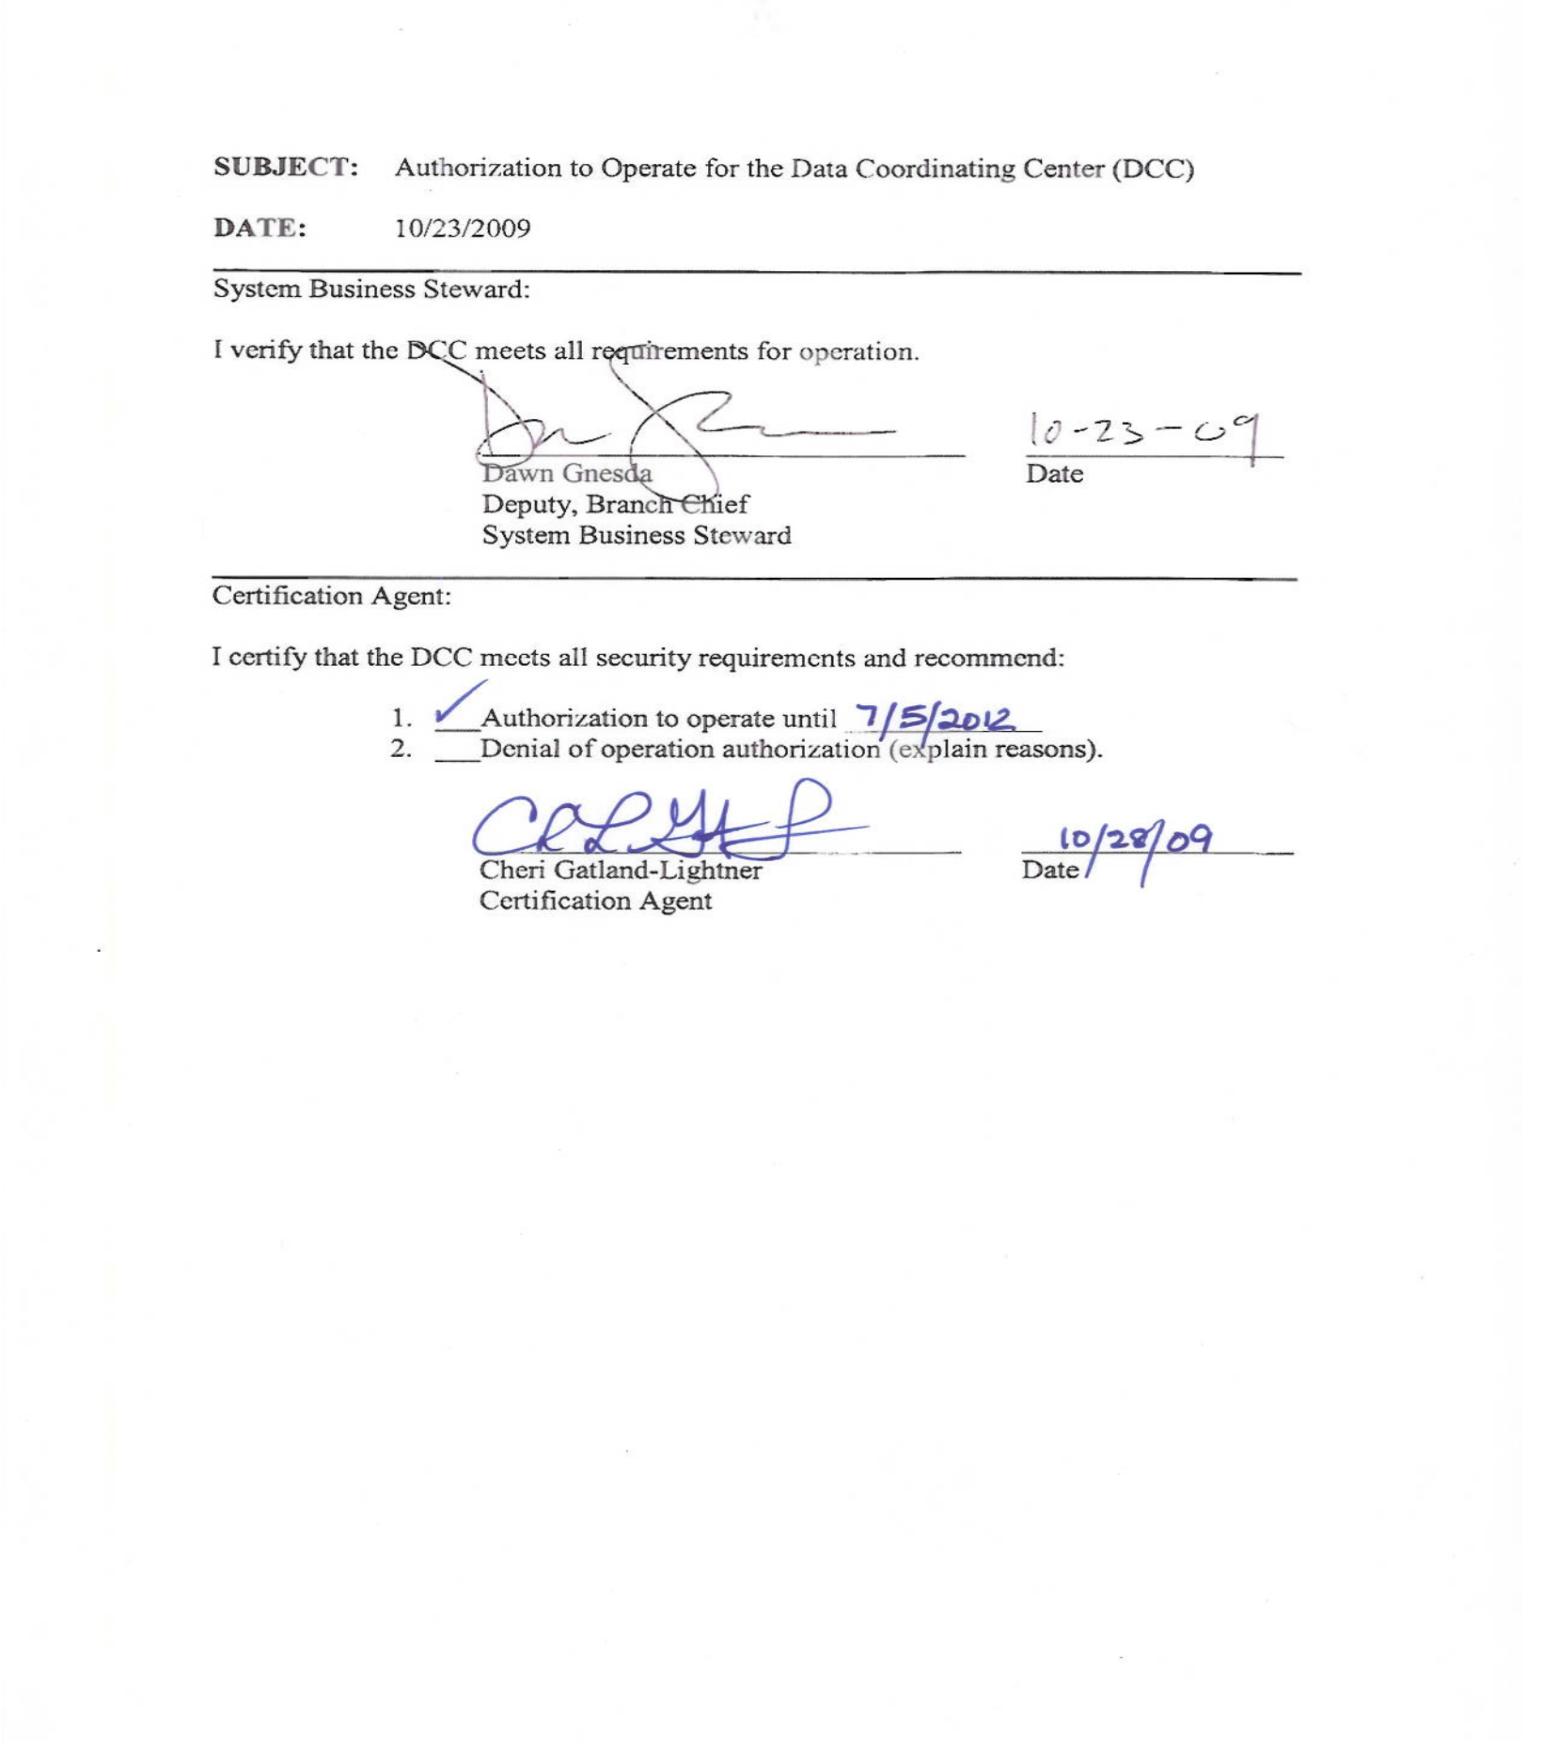 SUBJECT: Authorization to Operate for the Data Coordinating Center (DCC)
DATE: 10/23/2009
System Business Steward:
I verify that the DCC meets all requirements for operation.
10-23-09
Dawn Gnesda Date
Deputy, Branch Chief
System Business Steward
Certification Agent:
I certify that the DCC meets all security requirements and recommend:
1. ✓ Authorization to operate until 7/5/2012
2. ___Denial of operation authorization (explain reasons).
10/28/09
Cheri Gatland-Lightner Date
Certification Agent